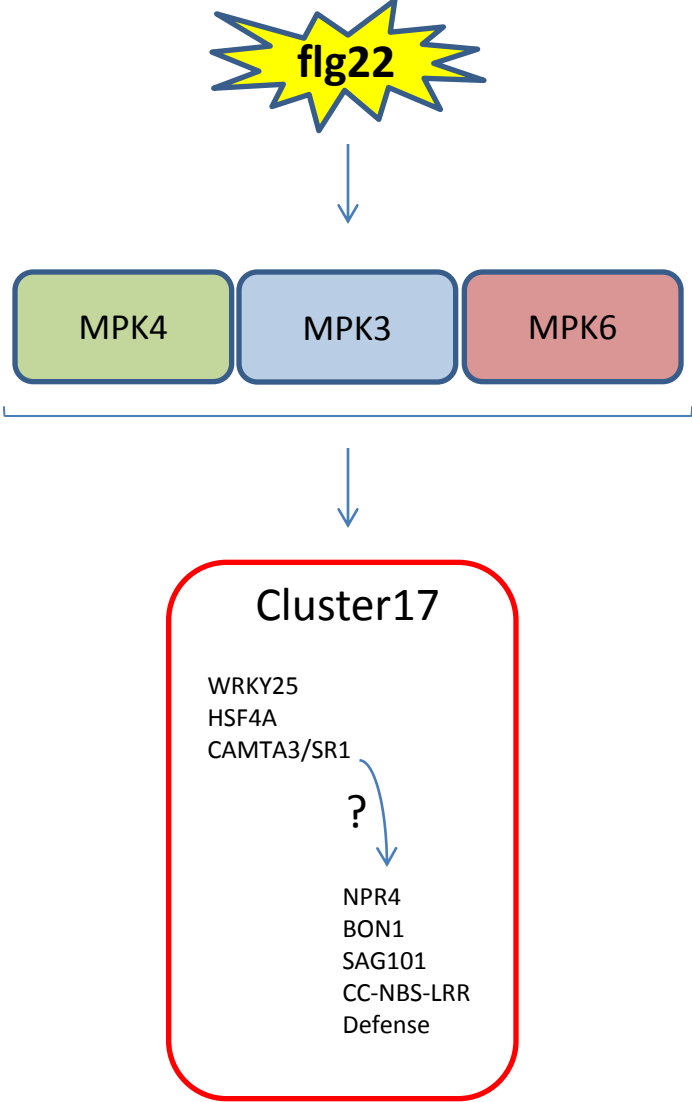 flg22
MPK4 MPK3 MPK6
Cluster17
WRKY25
HSF4A
CAMTA3/SR1
?
NPR4
BON1
SAG101
CC-NBS-LRR
Defense